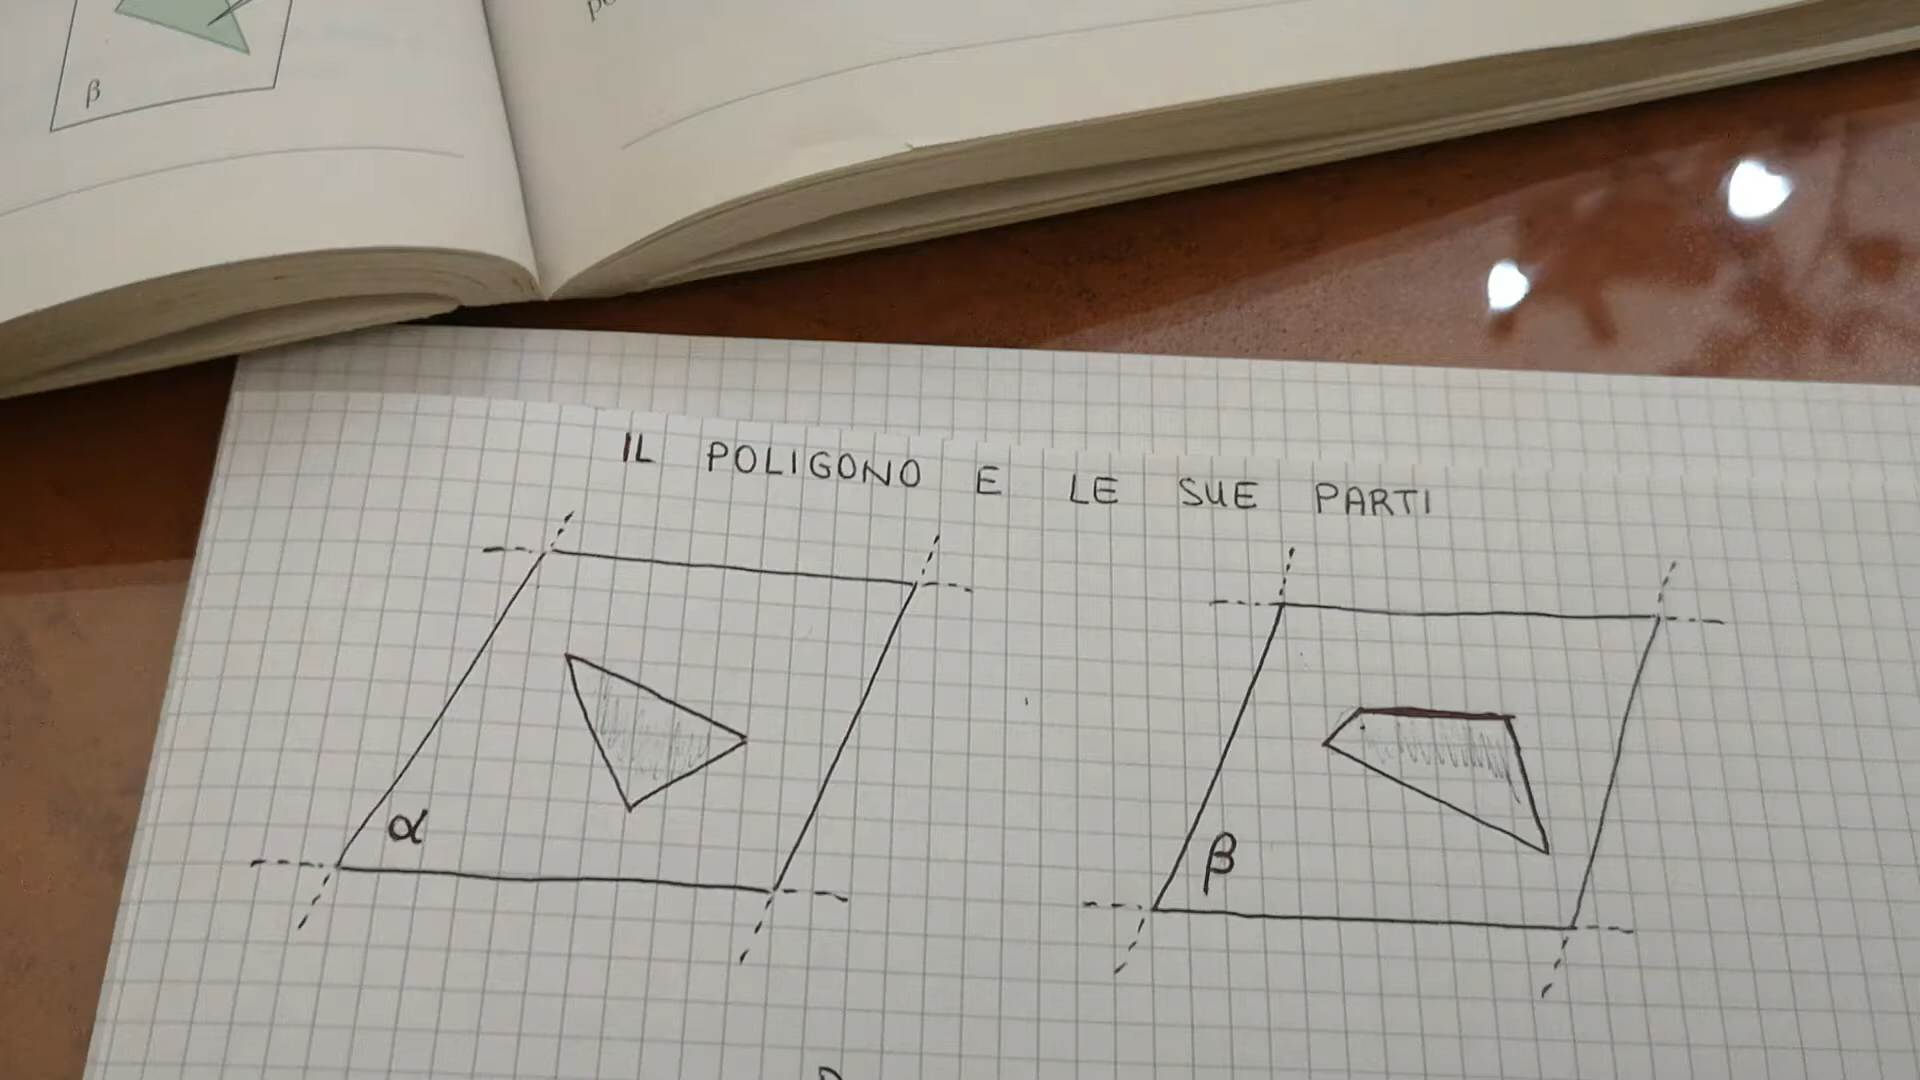 β
IL POLIGONO E LE SUE PARTI
α
β